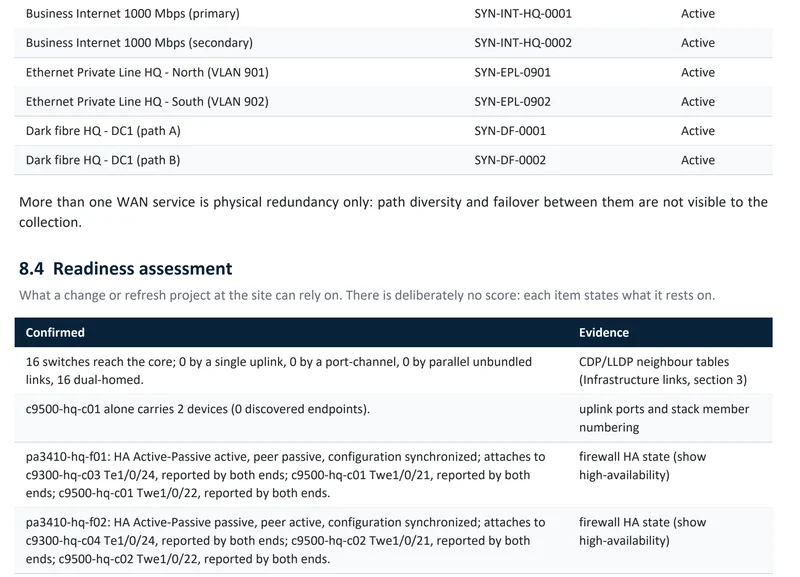 Business Internet 1000 Mbps (primary) SYN-INT-HQ-0001 Active
Business Internet 1000 Mbps (secondary) SYN-INT-HQ-0002 Active
Ethernet Private Line HQ - North (VLAN 901) SYN-EPL-0901 Active
Ethernet Private Line HQ - South (VLAN 902) SYN-EPL-0902 Active
Dark fibre HQ - DC1 (path A) SYN-DF-0001 Active
Dark fibre HQ - DC1 (path B) SYN-DF-0002 Active
More than one WAN service is physical redundancy only: path diversity and failover between them are not visible to the
collection.
8.4 Readiness assessment
What a change or refresh project at the site can rely on. There is deliberately no score: each item states what it rests on.
Confirmed Evidence
16 switches reach the core; 0 by a single uplink, 0 by a port-channel, 0 by parallel unbundled CDP/LLDP neighbour tables
links, 16 dual-homed. (Infrastructure links, section 3)
c9500-hq-c01 alone carries 2 devices (0 discovered endpoints). uplink ports and stack member
numbering
pa3410-hq-f01: HA Active-Passive active, peer passive, configuration synchronized; attaches to firewall HA state (show
c9300-hq-c03 Te1/0/24, reported by both ends; c9500-hq-c01 Twe1/0/21, reported by both high-availability)
ends; c9500-hq-c01 Twe1/0/22, reported by both ends.
pa3410-hq-f02: HA Active-Passive passive, peer active, configuration synchronized; attaches to firewall HA state (show
c9300-hq-c04 Te1/0/24, reported by both ends; c9500-hq-c02 Twe1/0/21, reported by both high-availability)
ends; c9500-hq-c02 Twe1/0/22, reported by both ends.